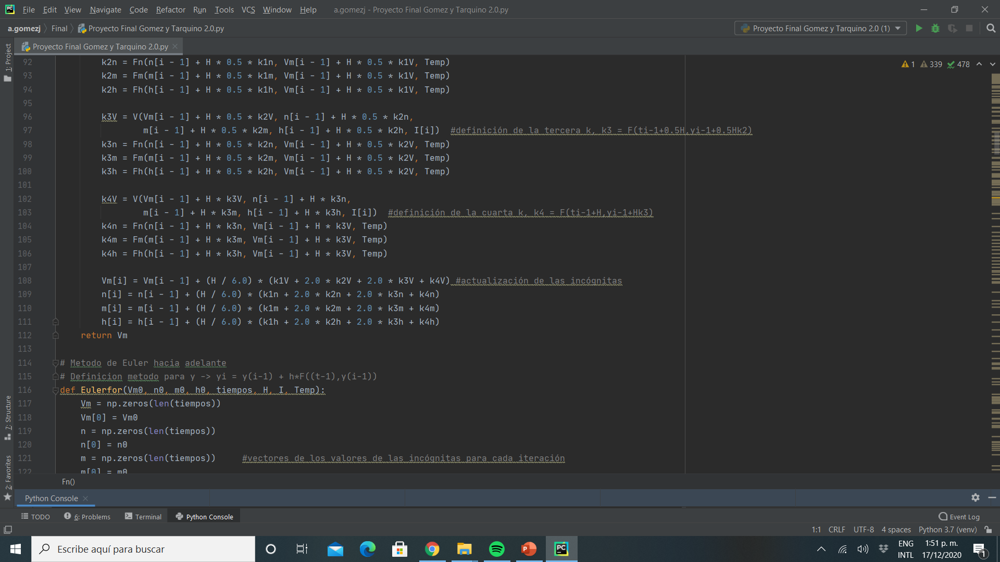 File Edit View Navigate Code Refactor Run Tools VCS Window Help a.gomezj - Proyecto Final Gomez y Tarquino 2.0.py
a.gomezj Final Proyecto Final Gomez y Tarquino 2.0.py Proyecto Final Gomez y Tarquino 2.0 (1)
1: Project
Proyecto Final Gomez y Tarquino 2.0.py
1 339 478
92 k2n = Fn(n[i - 1] + H * 0.5 * k1n, Vm[i - 1] + H * 0.5 * k1V, Temp)
93 k2m = Fm(m[i - 1] + H * 0.5 * k1m, Vm[i - 1] + H * 0.5 * k1V, Temp)
94 k2h = Fh(h[i - 1] + H * 0.5 * k1h, Vm[i - 1] + H * 0.5 * k1V, Temp)
95
96 k3V = V(Vm[i - 1] + H * 0.5 * k2V, n[i - 1] + H * 0.5 * k2n,
97 m[i - 1] + H * 0.5 * k2m, h[i - 1] + H * 0.5 * k2h, I[i]) #definición de la tercera k, k3 = F(ti-1+0.5H,yi-1+0.5Hk2)
98 k3n = Fn(n[i - 1] + H * 0.5 * k2n, Vm[i - 1] + H * 0.5 * k2V, Temp)
99 k3m = Fm(m[i - 1] + H * 0.5 * k2m, Vm[i - 1] + H * 0.5 * k2V, Temp)
100 k3h = Fh(h[i - 1] + H * 0.5 * k2h, Vm[i - 1] + H * 0.5 * k2V, Temp)
101
102 k4V = V(Vm[i - 1] + H * k3V, n[i - 1] + H * k3n,
103 m[i - 1] + H * k3m, h[i - 1] + H * k3h, I[i]) #definición de la cuarta k, k4 = F(ti-1+H,yi-1+Hk3)
104 k4n = Fn(n[i - 1] + H * k3n, Vm[i - 1] + H * k3V, Temp)
105 k4m = Fm(m[i - 1] + H * k3m, Vm[i - 1] + H * k3V, Temp)
106 k4h = Fh(h[i - 1] + H * k3h, Vm[i - 1] + H * k3V, Temp)
107
108 Vm[i] = Vm[i - 1] + (H / 6.0) * (k1V + 2.0 * k2V + 2.0 * k3V + k4V) #actualización de las incógnitas
109 n[i] = n[i - 1] + (H / 6.0) * (k1n + 2.0 * k2n + 2.0 * k3n + k4n)
110 m[i] = m[i - 1] + (H / 6.0) * (k1m + 2.0 * k2m + 2.0 * k3m + k4m)
111 h[i] = h[i - 1] + (H / 6.0) * (k1h + 2.0 * k2h + 2.0 * k3h + k4h)
112 return Vm
113
114 # Metodo de Euler hacia adelante
115 # Definicion metodo para y -> yi = y(i-1) + h*F((t-1),y(i-1))
116 def Eulerfor(Vm0, n0, m0, h0, tiempos, H, I, Temp):
117 Vm = np.zeros(len(tiempos))
118 Vm[0] = Vm0
119 n = np.zeros(len(tiempos))
120 n[0] = n0
121 m = np.zeros(len(tiempos)) #vectores de los valores de las incógnitas para cada iteración
122 m[0] = m0
7: Structure
2: Favorites
Fn()
Python Console
TODO 6: Problems Terminal Python Console Event Log
1:1 CRLF UTF-8 4 spaces Python 3.7 (venv)
Escribe aquí para buscar
ENG
INTL
1:51 p. m.
17/12/2020
1